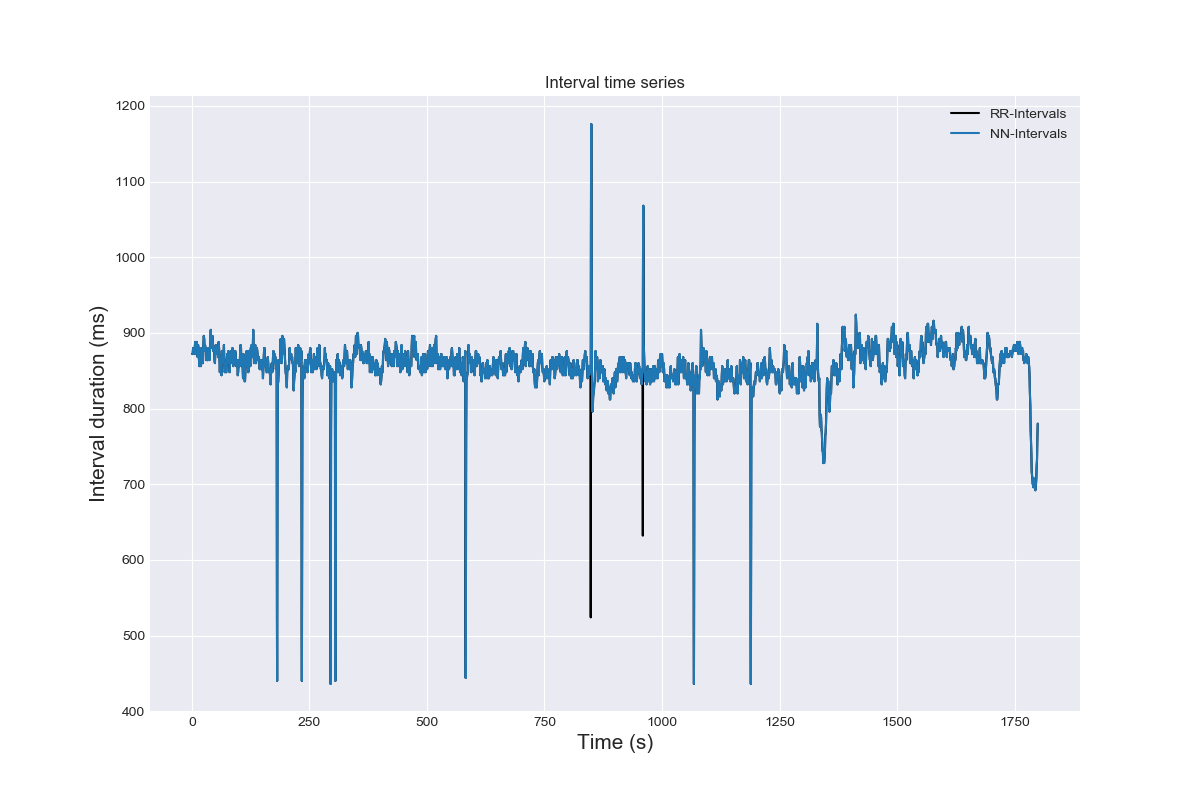 Interval time series
1200
1100
1000
900
800
700
600
500
400
Interval duration (ms)
RR-Intervals
NN-Intervals
0 250 500 750 1000 1250 1500 1750
Time (s)